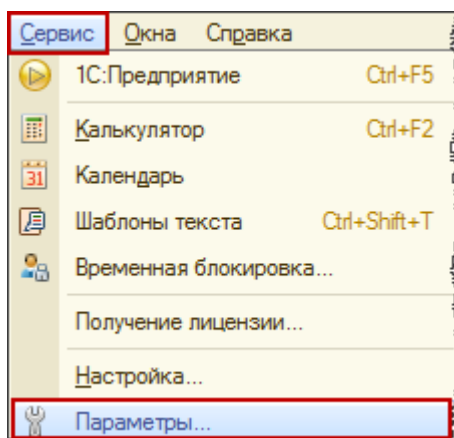 Сервис Окна Справка
1С:Предприятие Ctrl+F5
Калькулятор Ctrl+F2
31 Календарь
Шаблоны текста Ctrl+Shift+T
Временная блокировка...
Получение лицензии...
Настройка...
Параметры...